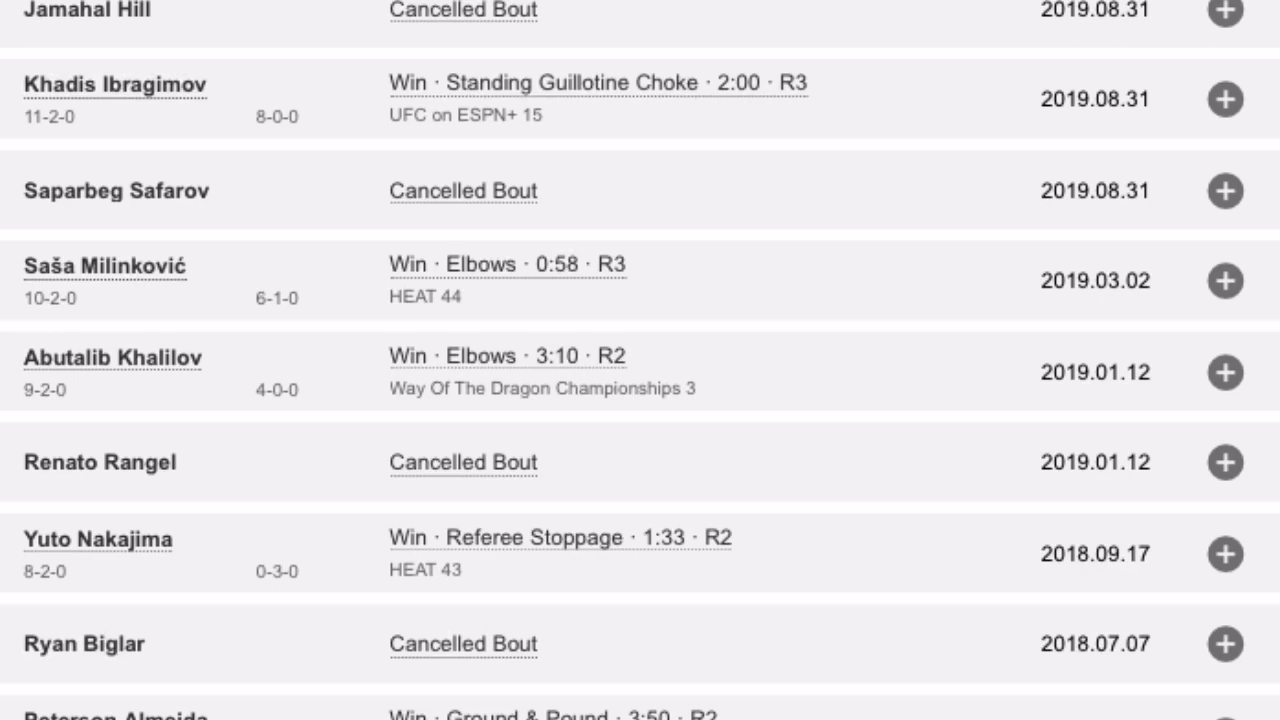 Jamahal Hill Cancelled Bout 2019.08.31
Khadis Ibragimov Win · Standing Guillotine Choke · 2:00 · R3 2019.08.31
11-2-0 8-0-0 UFC on ESPN+ 15
Saparbeg Safarov Cancelled Bout 2019.08.31
Saša Milinković Win · Elbows · 0:58 · R3 2019.03.02
10-2-0 6-1-0 HEAT 44
Abutalib Khalilov Win · Elbows · 3:10 · R2 2019.01.12
9-2-0 4-0-0 Way Of The Dragon Championships 3
Renato Rangel Cancelled Bout 2019.01.12
Yuto Nakajima Win · Referee Stoppage · 1:33 · R2 2018.09.17
8-2-0 0-3-0 HEAT 43
Ryan Biglar Cancelled Bout 2018.07.07
Peterson Almeida Win · Ground & Pound · 3:50 · R2